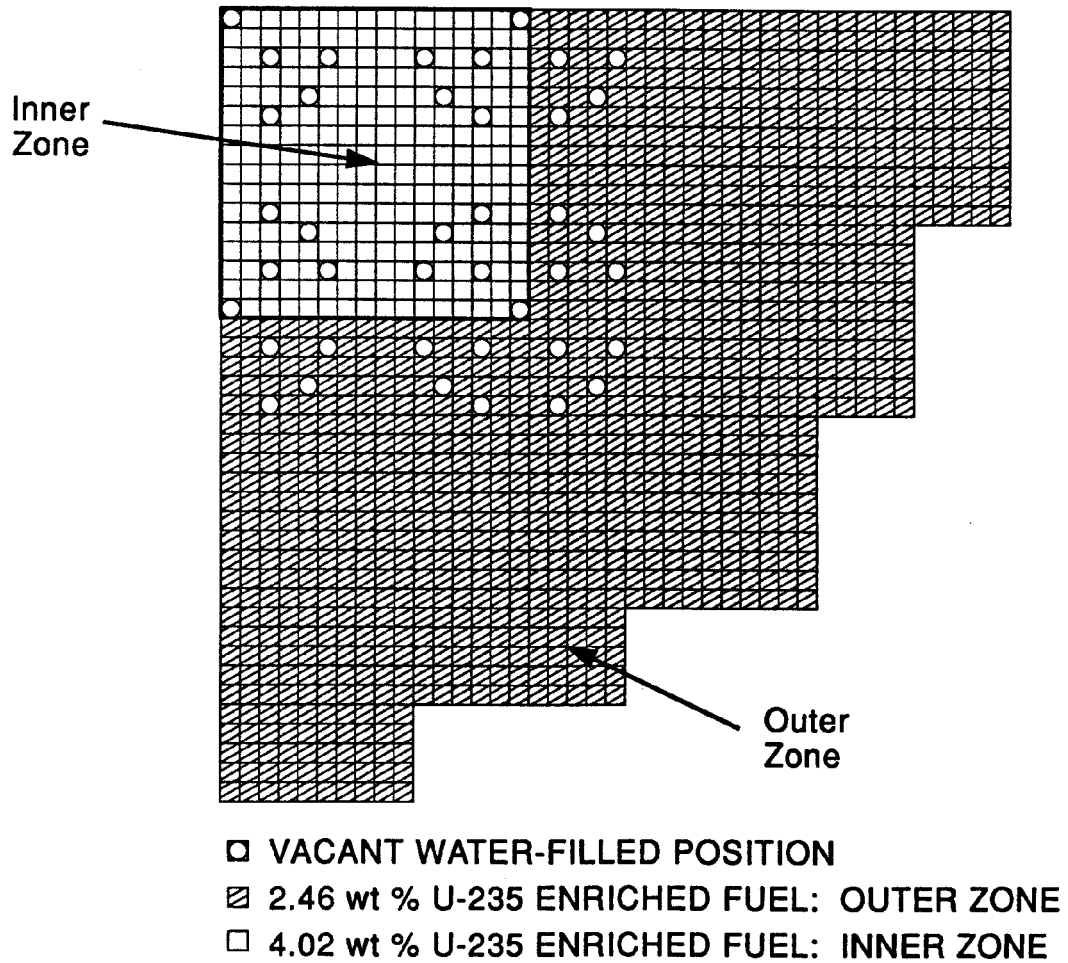 Inner
Zone
Outer
Zone
VACANT WATER-FILLED POSITION
2.46 wt % U-235 ENRICHED FUEL: OUTER ZONE
4.02 wt % U-235 ENRICHED FUEL: INNER ZONE